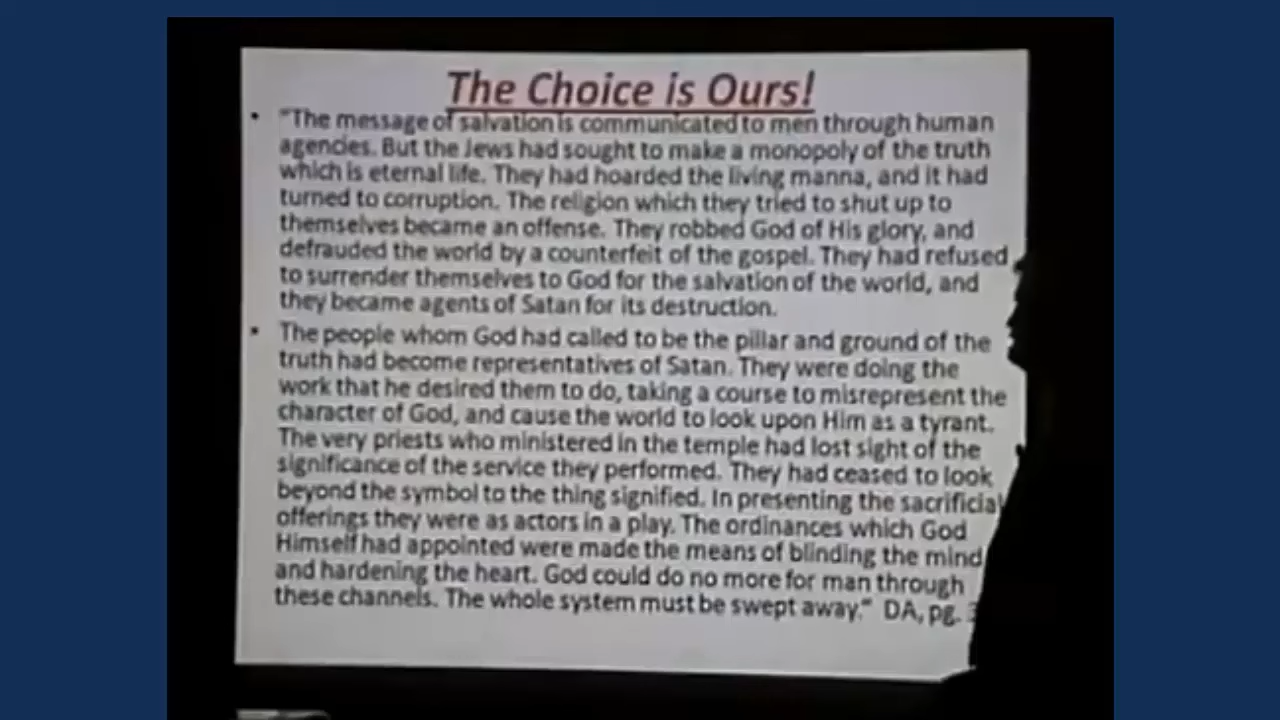 The Choice is Ours!
• "The message of salvation is communicated to men through human
agencies. But the Jews had sought to make a monopoly of the truth
which is eternal life. They had hoarded the living manna, and it had
turned to corruption. The religion which they tried to shut up to
themselves became an offense. They robbed God of His glory, and
defrauded the world by a counterfeit of the gospel. They had refused
to surrender themselves to God for the salvation of the world, and
they became agents of Satan for its destruction.
• The people whom God had called to be the pillar and ground of the
truth had become representatives of Satan. They were doing the
work that he desired them to do, taking a course to misrepresent the
character of God, and cause the world to look upon Him as a tyrant.
The very priests who ministered in the temple had lost sight of the
significance of the service they performed. They had ceased to look
beyond the symbol to the thing signified. In presenting the sacrificial
offerings they were as actors in a play. The ordinances which God
Himself had appointed were made the means of blinding the mind
and hardening the heart. God could do no more for man through
these channels. The whole system must be swept away." DA, pg.